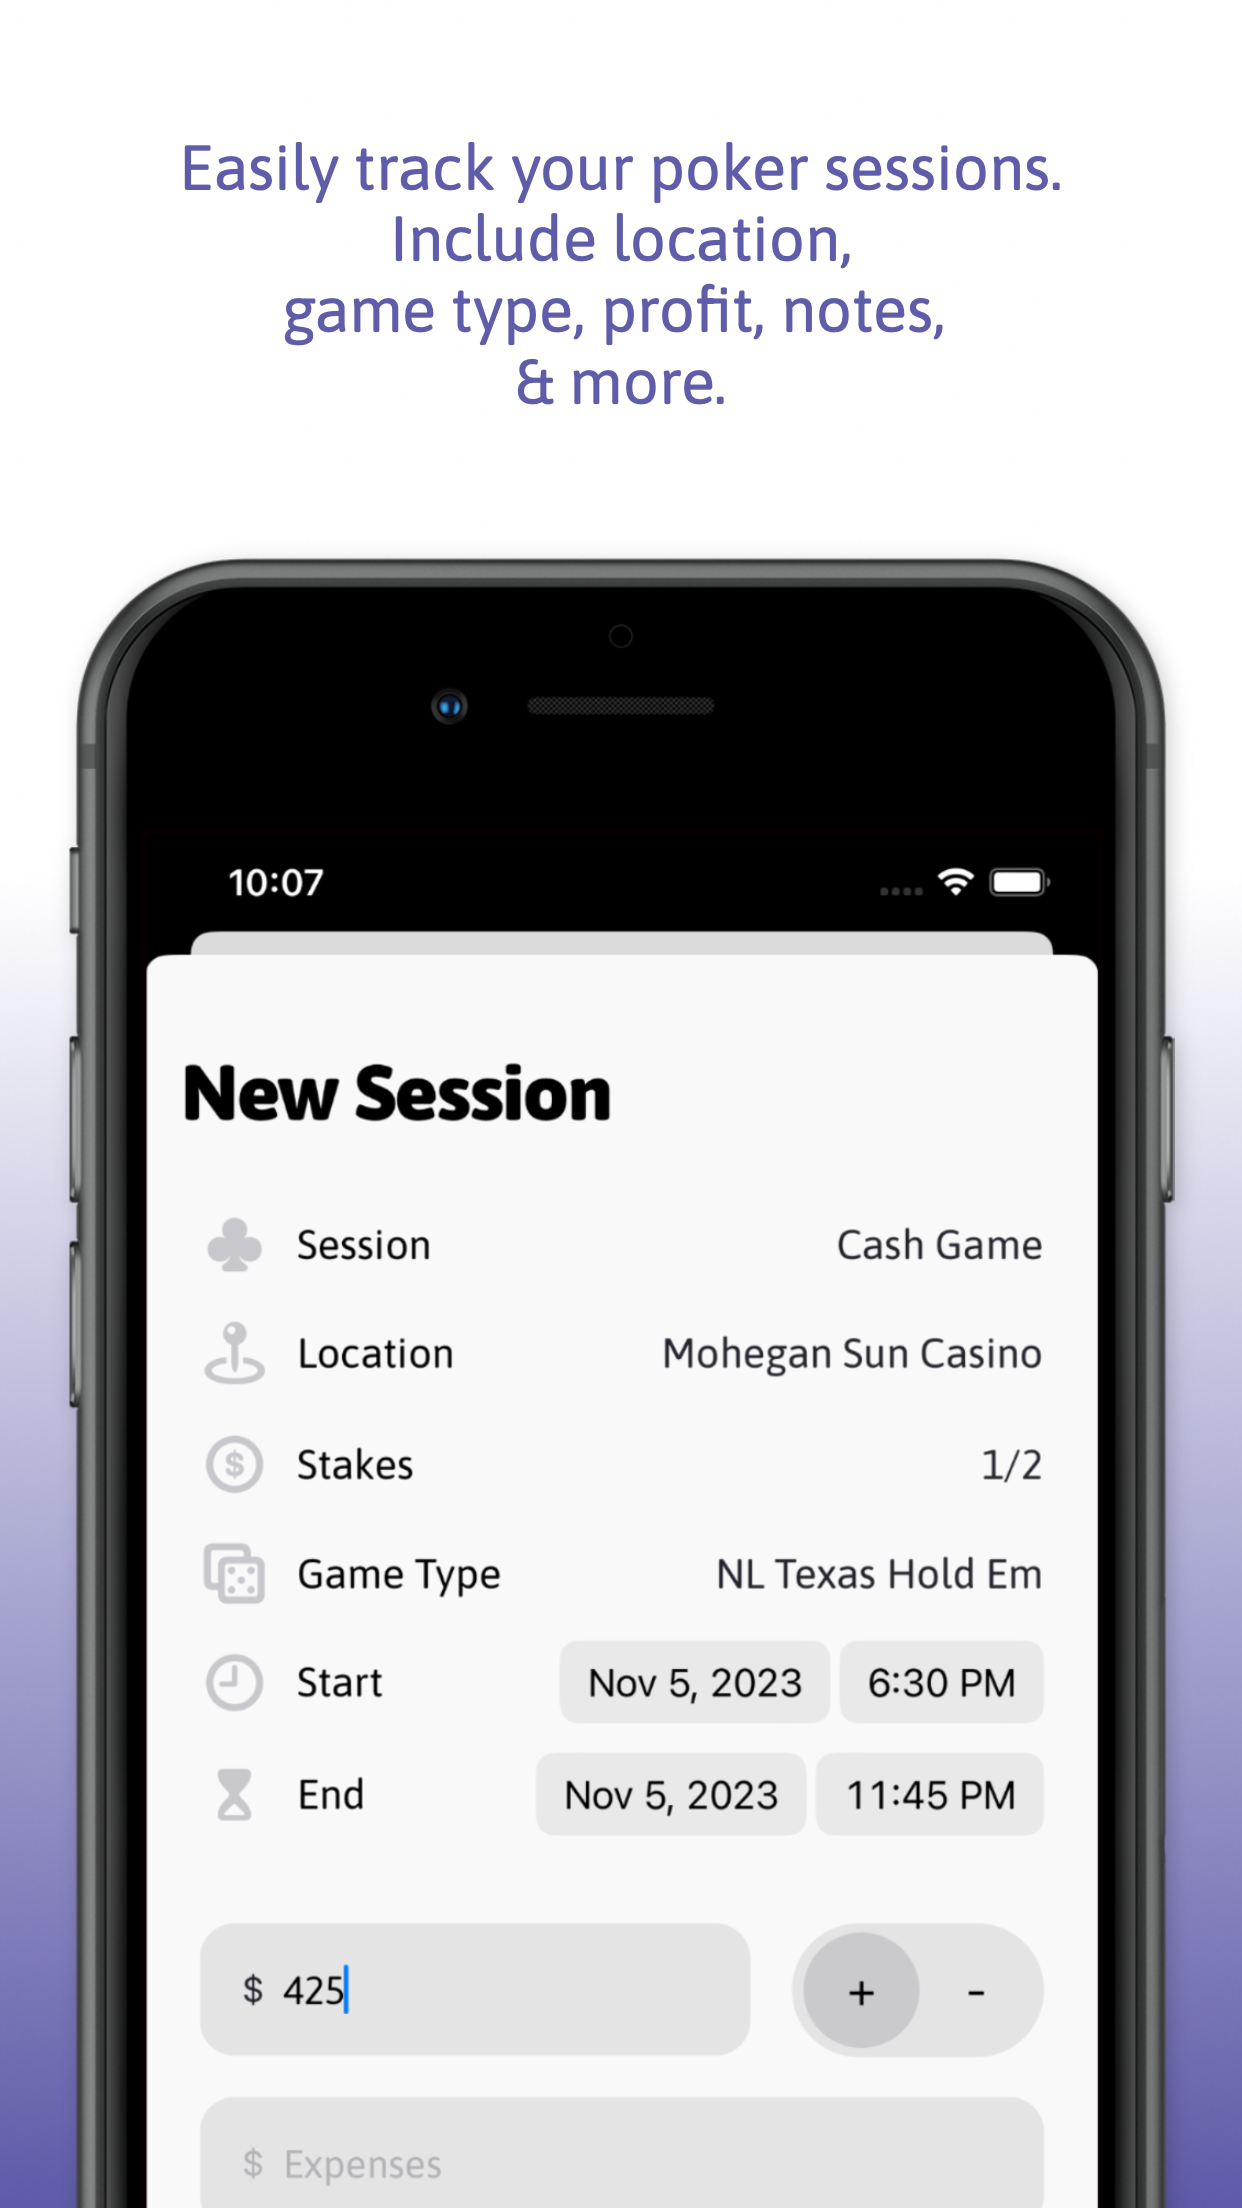 Easily track your poker sessions.
Include location,
game type, profit, notes,
& more.
10:07
New Session
Session Cash Game
Location Mohegan Sun Casino
$ Stakes 1/2
Game Type NL Texas Hold Em
Start Nov 5, 2023 6:30 PM
End Nov 5, 2023 11:45 PM
$ 425 + -
$ Expenses